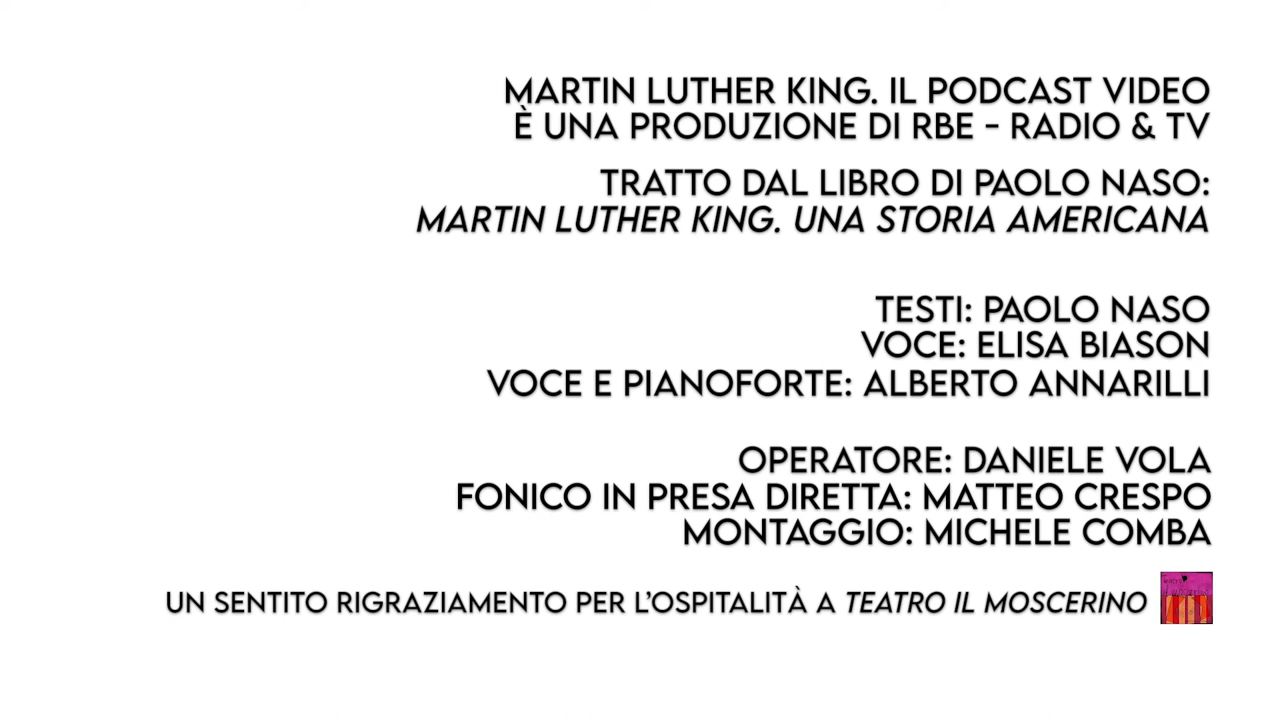 MARTIN LUTHER KING. IL PODCAST VIDEO
È UNA PRODUZIONE DI RBE - RADIO & TV
TRATTO DAL LIBRO DI PAOLO NASO:
MARTIN LUTHER KING. UNA STORIA AMERICANA
TESTI: PAOLO NASO
VOCE: ELISA BIASON
VOCE E PIANOFORTE: ALBERTO ANNARILLI
OPERATORE: DANIELE VOLA
FONICO IN PRESA DIRETTA: MATTEO CRESPO
MONTAGGIO: MICHELE COMBA
UN SENTITO RIGRAZIAMENTO PER L'OSPITALITÀ A TEATRO IL MOSCERINO